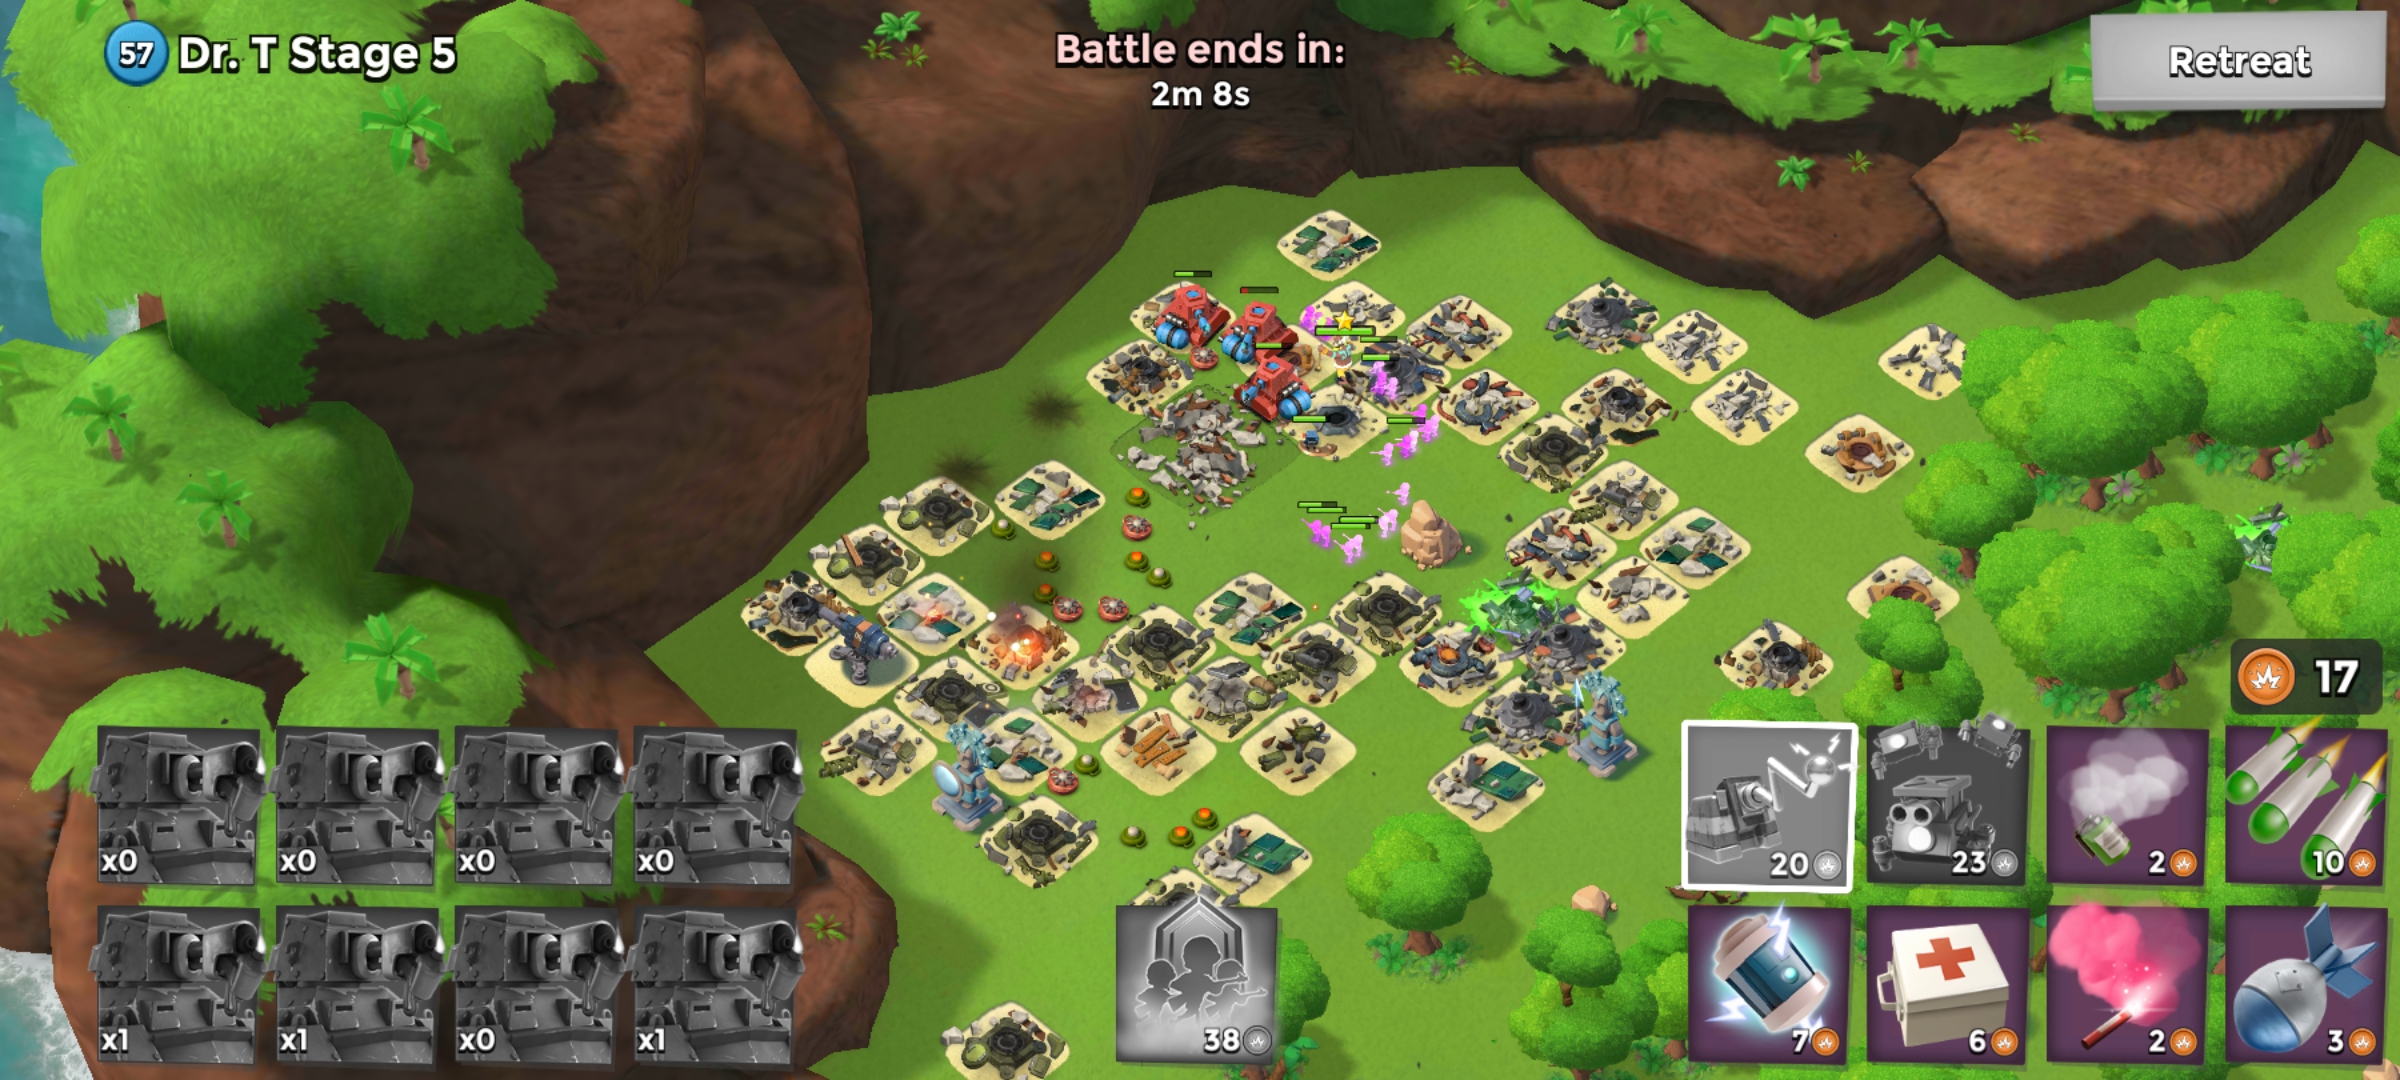 57 Dr. T Stage 5
Battle ends in:
2m 8s
Retreat
17
x0 x0 x0 x0
20 23 2 10
x1 x1 x0 x1
38
7 6 2 3